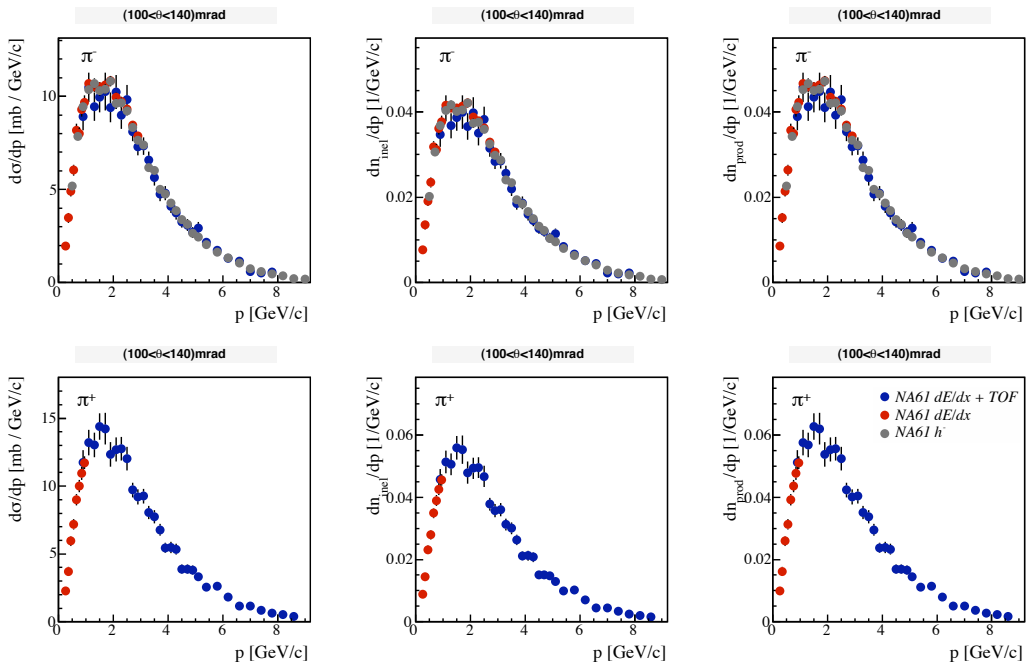 (100<θ<140)mrad
(100<θ<140)mrad
(100<θ<140)mrad
dσ/dp [mb / GeV/c]
π⁻
10
5
0
0 2 4 6 8
p [GeV/c]
dn_inel/dp [1/GeV/c]
π⁻
0.04
0.02
0.00
0 2 4 6 8
p [GeV/c]
dn_prod/dp [1/GeV/c]
π⁻
0.04
0.02
0.00
0 2 4 6 8
p [GeV/c]
(100<θ<140)mrad
(100<θ<140)mrad
(100<θ<140)mrad
dσ/dp [mb / GeV/c]
π⁺
15
10
5
0
0 2 4 6 8
p [GeV/c]
dn_inel/dp [1/GeV/c]
π⁺
0.06
0.04
0.02
0.00
0 2 4 6 8
p [GeV/c]
dn_prod/dp [1/GeV/c]
π⁺
NA61 dE/dx + TOF
NA61 dE/dx
NA61 h⁻
0.06
0.04
0.02
0.00
0 2 4 6 8
p [GeV/c]